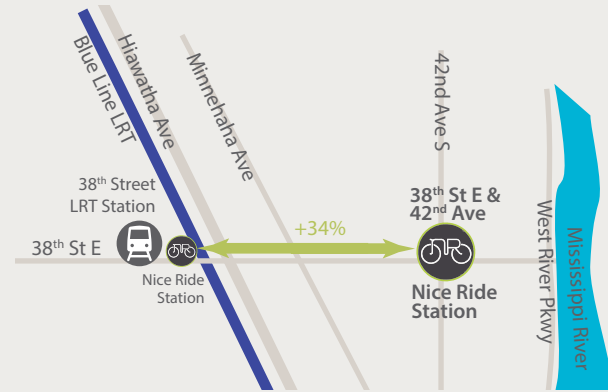 Blue Line LRT
Hiawatha Ave
Minnehaha Ave
42nd Ave S
38th Street
LRT Station
38th St E
Nice Ride
Station
+34%
38th St E &
42nd Ave
NR
Nice Ride
Station
West River Pkwy
Mississippi River